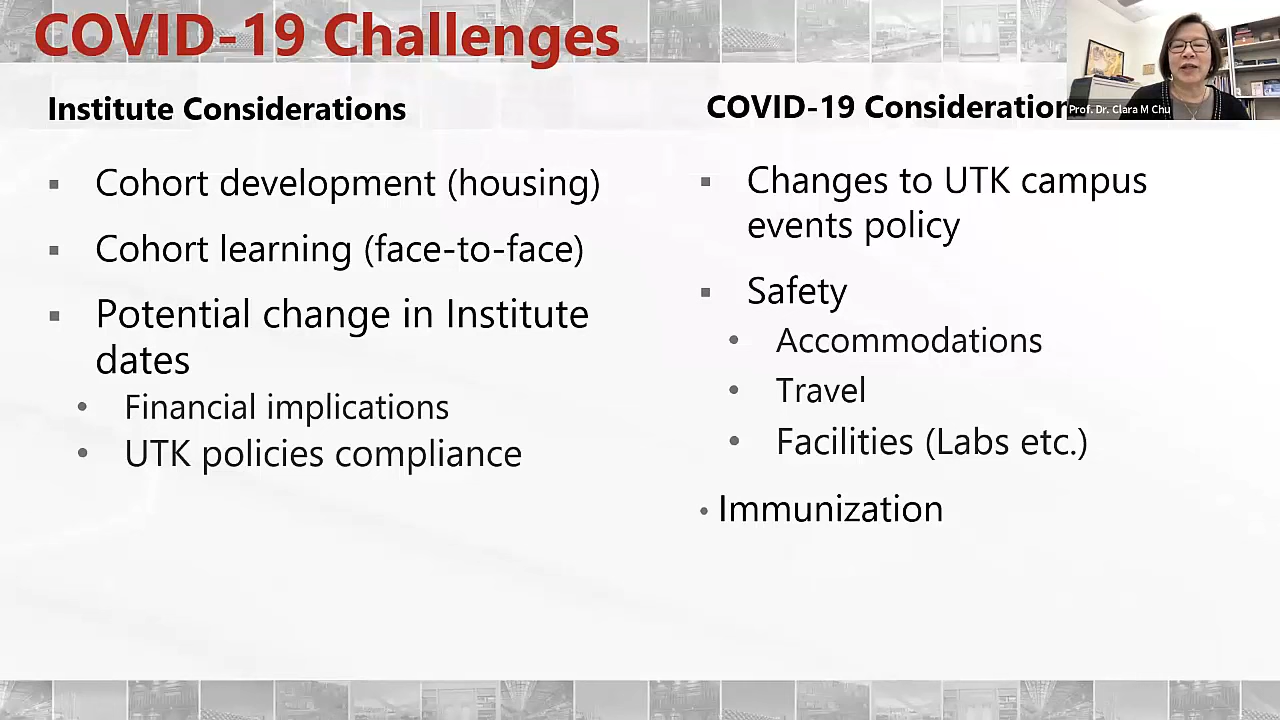 COVID-19 Challenges
Institute Considerations
Cohort development (housing)
Cohort learning (face-to-face)
Potential change in Institute
dates
Financial implications
UTK policies compliance
COVID-19 Consideration
Prof. Dr. Clara M Chu
Changes to UTK campus
events policy
Safety
Accommodations
Travel
Facilities (Labs etc.)
Immunization